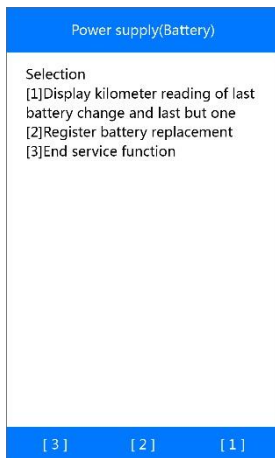 Power supply(Battery)
Selection
[1]Display kilometer reading of last
battery change and last but one
[2]Register battery replacement
[3]End service function
[ 3 ] [ 2 ] [ 1 ]